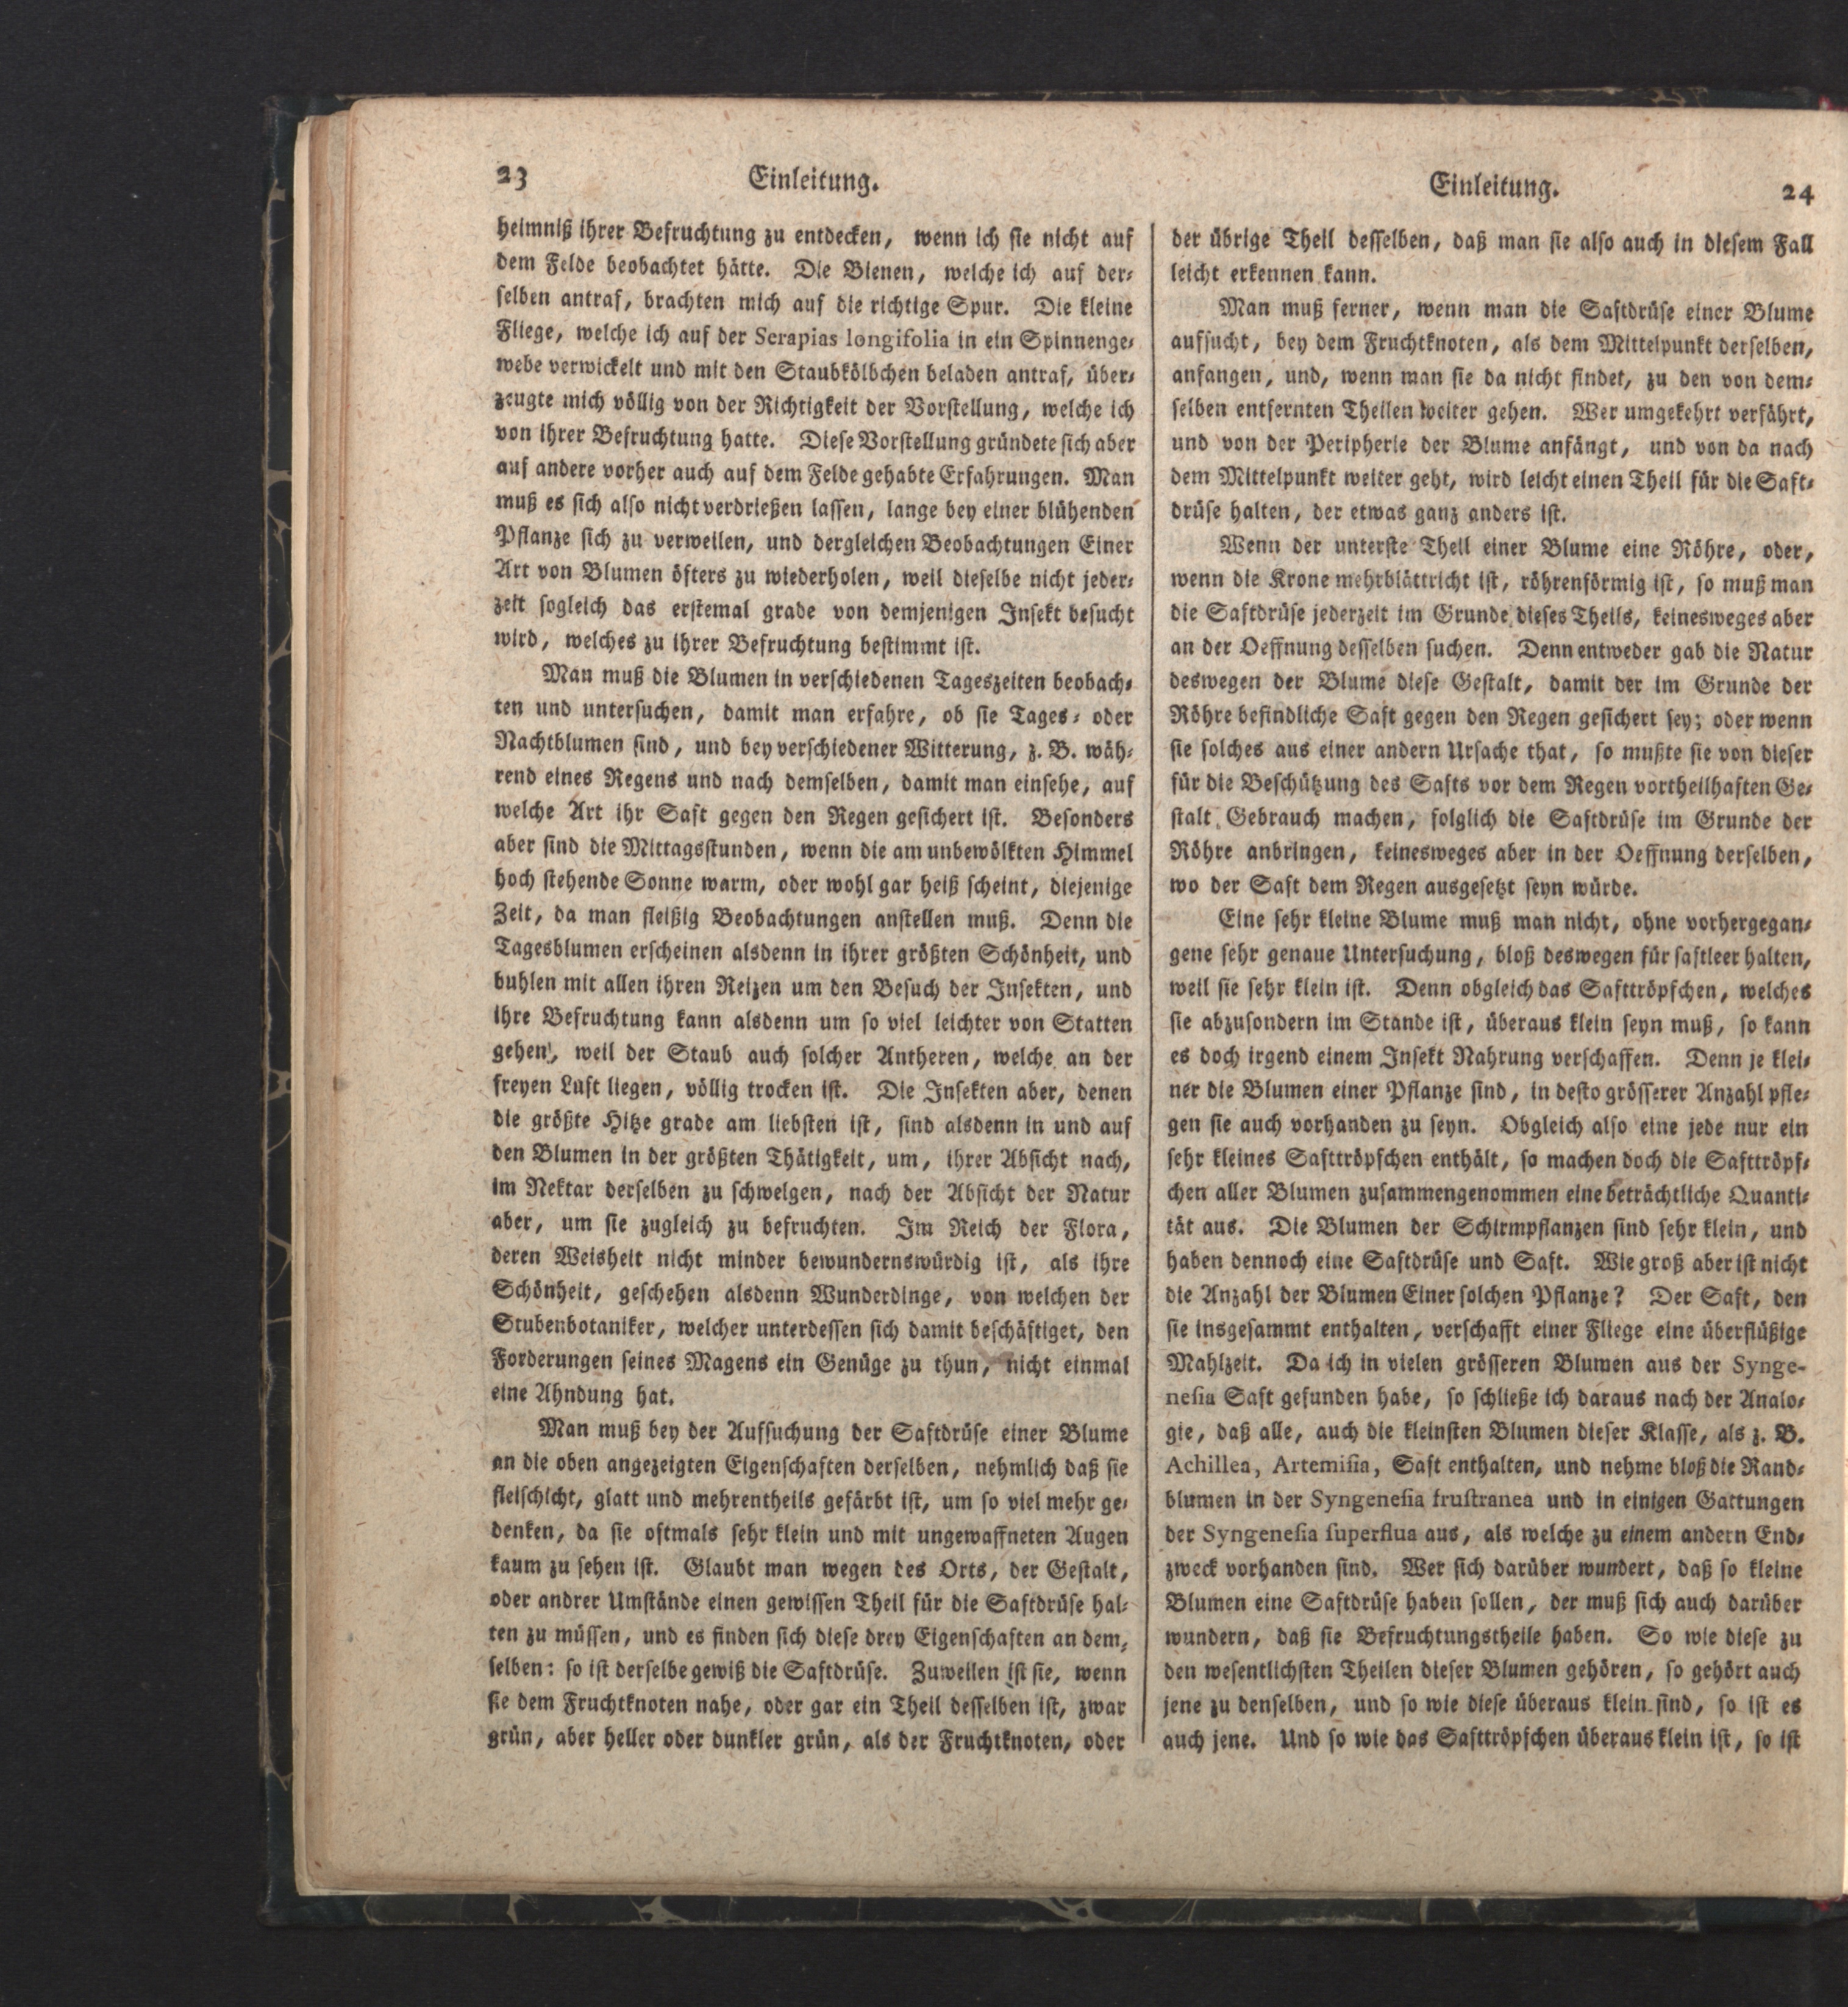 23 Einleitung.
heimniß ihrer Befruchtung zu entdecken, wenn ich sie nicht auf
dem Felde beobachtet hätte. Die Bienen, welche ich auf der-
selben antraf, brachten mich auf die richtige Spur. Die kleine
Fliege, welche ich auf der Serapias longifolia in ein Spinnenge-
webe verwickelt und mit den Staubkölbchen beladen antraf, über-
zeugte mich völlig von der Richtigkeit der Vorstellung, welche ich
von ihrer Befruchtung hatte. Diese Vorstellung gründete sich aber
auf andere vorher auch auf dem Felde gehabte Erfahrungen. Man
muß es sich also nicht verdrießen lassen, lange bey einer blühenden
Pflanze sich zu verweilen, und dergleichen Beobachtungen Einer
Art von Blumen öfters zu wiederholen, weil dieselbe nicht jeder-
zeit sogleich das erstemal grade von demjenigen Insekt besucht
wird, welches zu ihrer Befruchtung bestimmt ist.
Man muß die Blumen in verschiedenen Tageszeiten beobach-
ten und untersuchen, damit man erfahre, ob sie Tages- oder
Nachtblumen sind, und bey verschiedener Witterung, z. B. wäh-
rend eines Regens und nach demselben, damit man einsehe, auf
welche Art ihr Saft gegen den Regen gesichert ist. Besonders
aber sind die Mittagsstunden, wenn die am unbewölkten Himmel
hoch stehende Sonne warm, oder wohl gar heiß scheint, diejenige
Zeit, da man fleißig Beobachtungen anstellen muß. Denn die
Tagesblumen erscheinen alsdenn in ihrer größten Schönheit, und
buhlen mit allen ihren Reizen um den Besuch der Insekten, und
ihre Befruchtung kann alsdenn um so viel leichter von Statten
gehen, weil der Staub auch solcher Antheren, welche an der
freyen Luft liegen, völlig trocken ist. Die Insekten aber, denen
die größte Hitze grade am liebsten ist, sind alsdenn in und auf
den Blumen in der größten Thätigkeit, um, ihrer Absicht nach,
im Nektar derselben zu schwelgen, nach der Absicht der Natur
aber, um sie zugleich zu befruchten. Im Reich der Flora,
deren Weisheit nicht minder bewundernswürdig ist, als ihre
Schönheit, geschehen alsdenn Wunderdinge, von welchen der
Stubenbotaniker, welcher unterdessen sich damit beschäftiget, den
Forderungen seines Magens ein Genüge zu thun, nicht einmal
eine Ahndung hat.
Man muß bey der Aufsuchung der Saftdrüse einer Blume
an die oben angezeigten Eigenschaften derselben, nehmlich daß sie
fleischicht, glatt und mehrentheils gefärbt ist, um so viel mehr ge-
denken, da sie oftmals sehr klein und mit ungewaffneten Augen
kaum zu sehen ist. Glaubt man wegen des Orts, der Gestalt,
oder andrer Umstände einen gewissen Theil für die Saftdrüse hal-
ten zu müssen, und es finden sich diese drey Eigenschaften an dem-
selben: so ist derselbe gewiß die Saftdrüse. Zuweilen ist sie, wenn
sie dem Fruchtknoten nahe, oder gar ein Theil desselben ist, zwar
grün, aber heller oder dunkler grün, als der Fruchtknoten, oder
Einleitung. 24
der übrige Theil desselben, daß man sie also auch in diesem Fall
leicht erkennen kann.
Man muß ferner, wenn man die Saftdrüse einer Blume
aufsucht, bey dem Fruchtknoten, als dem Mittelpunkt derselben,
anfangen, und, wenn man sie da nicht findet, zu den von dem-
selben entfernten Theilen weiter gehen. Wer umgekehrt verfährt,
und von der Peripherie der Blume anfängt, und von da nach
dem Mittelpunkt weiter geht, wird leicht einen Theil für die Saft-
drüse halten, der etwas ganz anders ist.
Wenn der unterste Theil einer Blume eine Röhre, oder,
wenn die Krone mehrblättricht ist, röhrenförmig ist, so muß man
die Saftdrüse jederzeit im Grunde dieses Theils, keinesweges aber
an der Oeffnung desselben suchen. Denn entweder gab die Natur
deswegen der Blume diese Gestalt, damit der im Grunde der
Röhre befindliche Saft gegen den Regen gesichert sey; oder wenn
sie solches aus einer andern Ursache that, so mußte sie von dieser
für die Beschützung des Safts vor dem Regen vortheilhaften Ge-
stalt Gebrauch machen, folglich die Saftdrüse im Grunde der
Röhre anbringen, keinesweges aber in der Oeffnung derselben,
wo der Saft dem Regen ausgesetzt seyn würde.
Eine sehr kleine Blume muß man nicht, ohne vorhergegan-
gene sehr genaue Untersuchung, bloß deswegen für saftleer halten,
weil sie sehr klein ist. Denn obgleich das Safttröpfchen, welches
sie abzusondern im Stande ist, überaus klein seyn muß, so kann
es doch irgend einem Insekt Nahrung verschaffen. Denn je klei-
ner die Blumen einer Pflanze sind, in desto grösserer Anzahl pfle-
gen sie auch vorhanden zu seyn. Obgleich also eine jede nur ein
sehr kleines Safttröpfchen enthält, so machen doch die Safttröpf-
chen aller Blumen zusammengenommen eine beträchtliche Quanti-
tät aus. Die Blumen der Schirmpflanzen sind sehr klein, und
haben dennoch eine Saftdrüse und Saft. Wie groß aber ist nicht
die Anzahl der Blumen Einer solchen Pflanze? Der Saft, den
sie insgesammt enthalten, verschafft einer Fliege eine überflüßige
Mahlzeit. Da ich in vielen grösseren Blumen aus der Synge-
nesia Saft gefunden habe, so schließe ich daraus nach der Analo-
gie, daß alle, auch die kleinsten Blumen dieser Klasse, als z. B.
Achillea, Artemisia, Saft enthalten, und nehme bloß die Rand-
blumen in der Syngenesia frustranea und in einigen Gattungen
der Syngenesia superflua aus, als welche zu einem andern End-
zweck vorhanden sind. Wer sich darüber wundert, daß so kleine
Blumen eine Saftdrüse haben sollen, der muß sich auch darüber
wundern, daß sie Befruchtungstheile haben. So wie diese zu
den wesentlichsten Theilen dieser Blumen gehören, so gehört auch
jene zu denselben, und so wie diese überaus klein sind, so ist es
auch jene. Und so wie das Safttröpfchen überaus klein ist, so ist